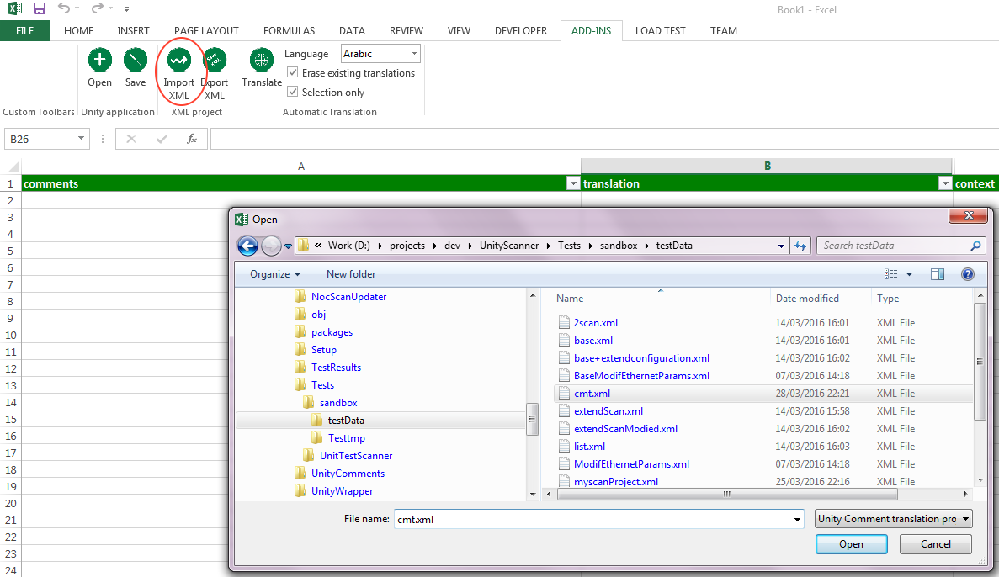 Book1 - Excel
FILE HOME INSERT PAGE LAYOUT FORMULAS DATA REVIEW VIEW DEVELOPER ADD-INS LOAD TEST TEAM
Language Arabic
Erase existing translations
Selection only
Open Save Import XML Export XML Translate
Custom Toolbars Unity application XML project Automatic Translation
B26 fx
A B
1 comments translation context
2
3
4
5
6
7
8
9
10
11
12
13
14
15
16
17
18
19
20
21
22
23
24
Open
« Work (D:) projects dev UnityScanner Tests sandbox testData Search testData
Organize New folder
NocScanUpdater
obj
packages
Setup
TestResults
Tests
sandbox
testData
Testtmp
UnitTestScanner
UnityComments
UnityWrapper
Name Date modified Type
2scan.xml 14/03/2016 16:01 XML File
base.xml 14/03/2016 16:01 XML File
base+extendconfiguration.xml 14/03/2016 16:02 XML File
BaseModifEthernetParams.xml 07/03/2016 14:18 XML File
cmt.xml 28/03/2016 22:21 XML File
extendScan.xml 14/03/2016 15:58 XML File
extendScanModied.xml 14/03/2016 16:02 XML File
list.xml 14/03/2016 16:03 XML File
ModifEthernetParams.xml 07/03/2016 14:18 XML File
myscanProject.xml 25/03/2016 22:16 XML File
File name: cmt.xml Unity Comment translation pro
Open Cancel